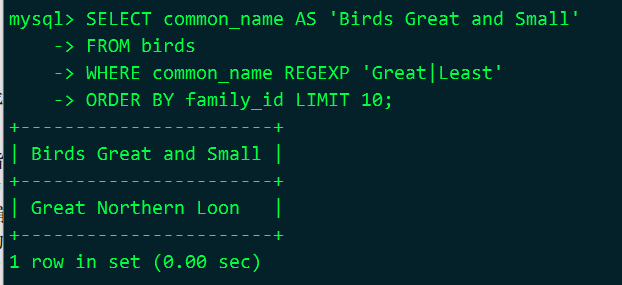 mysql> SELECT common_name AS 'Birds Great and Small'
    -> FROM birds
    -> WHERE common_name REGEXP 'Great|Least'
    -> ORDER BY family_id LIMIT 10;
+-----------------------+
| Birds Great and Small |
+-----------------------+
| Great Northern Loon   |
+-----------------------+
1 row in set (0.00 sec)